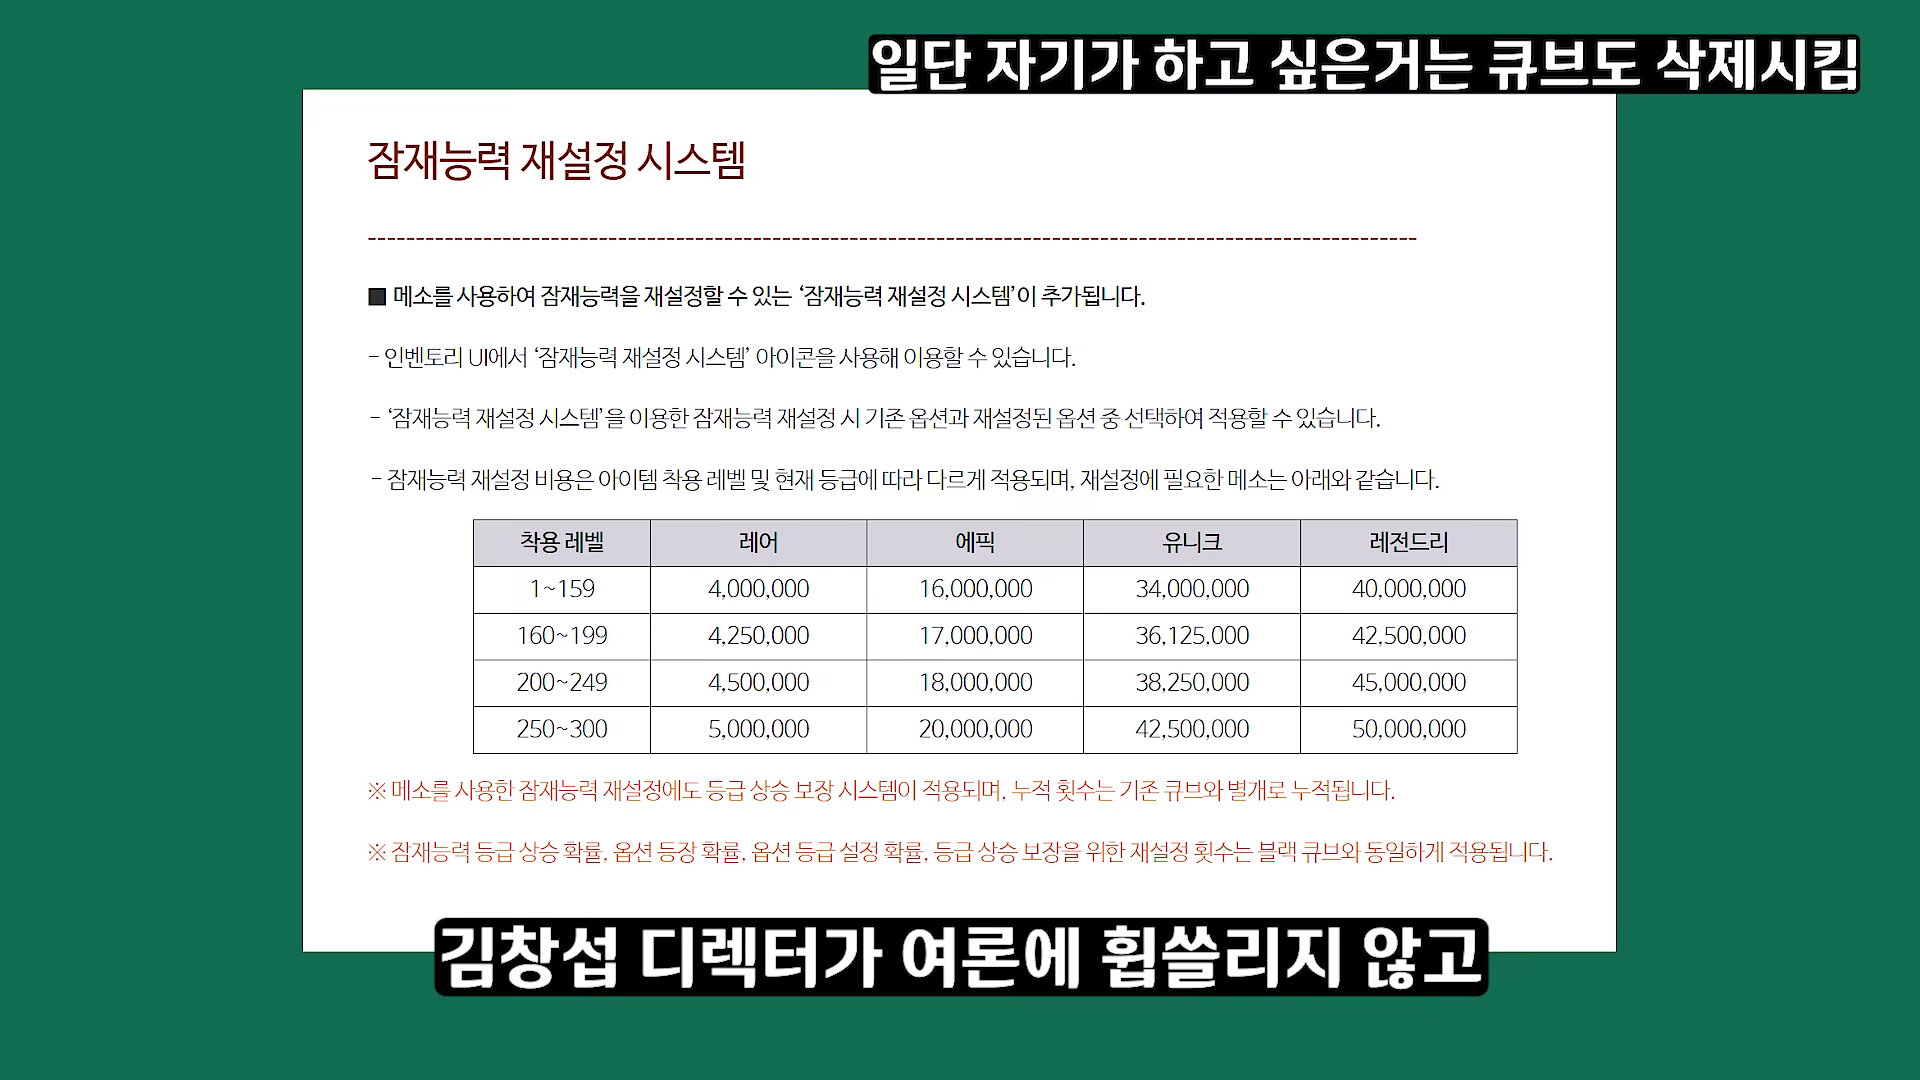 일단 자기가 하고 싶은거는 큐브도 삭제시킴
잠재능력 재설정 시스템
■ 메소를 사용하여 잠재능력을 재설정할 수 있는 ‘잠재능력 재설정 시스템’이 추가됩니다.
- 인벤토리 UI에서 ‘잠재능력 재설정 시스템’ 아이콘을 사용해 이용할 수 있습니다.
- ‘잠재능력 재설정 시스템’을 이용한 잠재능력 재설정 시 기존 옵션과 재설정된 옵션 중 선택하여 적용할 수 있습니다.
- 잠재능력 재설정 비용은 아이템 착용 레벨 및 현재 등급에 따라 다르게 적용되며, 재설정에 필요한 메소는 아래와 같습니다.
착용 레벨 레어 에픽 유니크 레전드리
1~159 4,000,000 16,000,000 34,000,000 40,000,000
160~199 4,250,000 17,000,000 36,125,000 42,500,000
200~249 4,500,000 18,000,000 38,250,000 45,000,000
250~300 5,000,000 20,000,000 42,500,000 50,000,000
※ 메소를 사용한 잠재능력 재설정에도 등급 상승 보장 시스템이 적용되며, 누적 횟수는 기존 큐브와 별개로 누적됩니다.
※ 잠재능력 등급 상승 확률, 옵션 등장 확률, 옵션 등급 설정 확률, 등급 상승 보장을 위한 재설정 횟수는 블랙 큐브와 동일하게 적용됩니다.
김창섭 디렉터가 여론에 휩쓸리지 않고